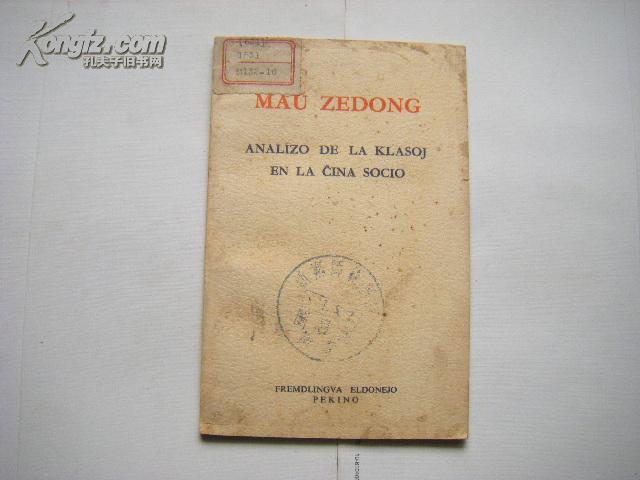 Kongfz.com
孔夫子旧书网
MAŬ ZEDONG
ANALIZO DE LA KLASOJ
EN LA ĈINA SOCIO
FREMDLINGVA ELDONEJO
PEKINO